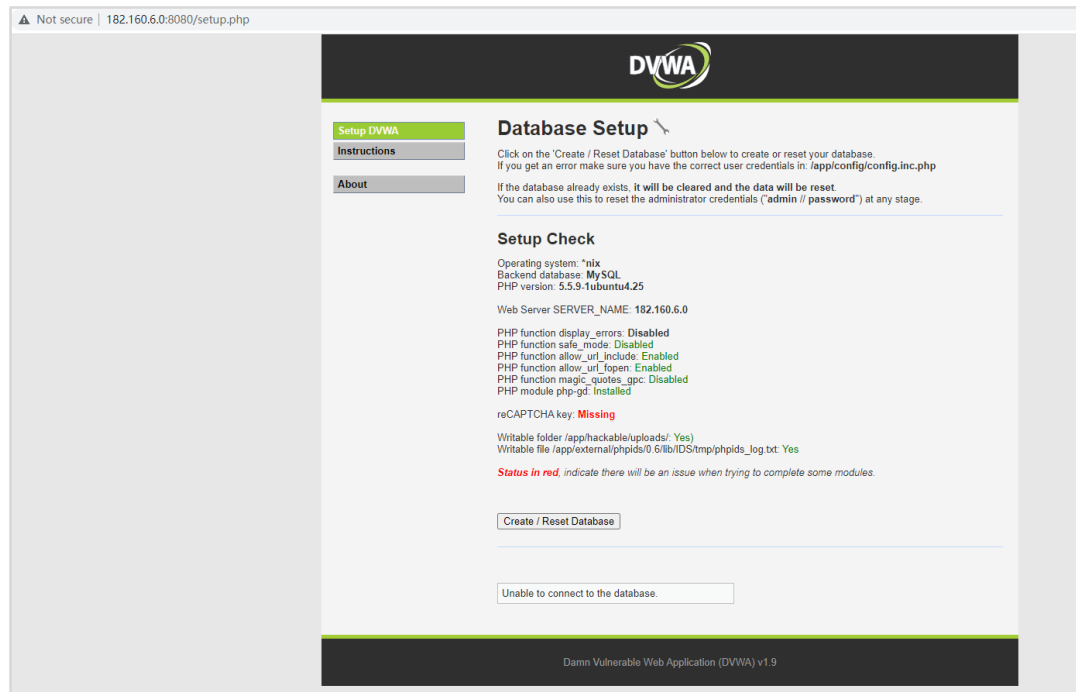 Not secure | 182.160.6.0:8080/setup.php
DVWA
Setup DVWA
Instructions
About
Database Setup
Click on the 'Create / Reset Database' button below to create or reset your database.
If you get an error make sure you have the correct user credentials in: /app/config/config.inc.php
If the database already exists, it will be cleared and the data will be reset.
You can also use this to reset the administrator credentials ("admin // password") at any stage.
Setup Check
Operating system: *nix
Backend database: MySQL
PHP version: 5.5.9-1ubuntu4.25
Web Server SERVER_NAME: 182.160.6.0
PHP function display_errors: Disabled
PHP function safe_mode: Disabled
PHP function allow_url_include: Enabled
PHP function allow_url_fopen: Enabled
PHP function magic_quotes_gpc: Disabled
PHP module php-gd: Installed
reCAPTCHA key: Missing
Writable folder /app/hackable/uploads/: Yes)
Writable file /app/external/phpids/0.6/lib/IDS/tmp/phpids_log.txt: Yes
Status in red, indicate there will be an issue when trying to complete some modules.
Create / Reset Database
Unable to connect to the database.
Damn Vulnerable Web Application (DVWA) v1.9